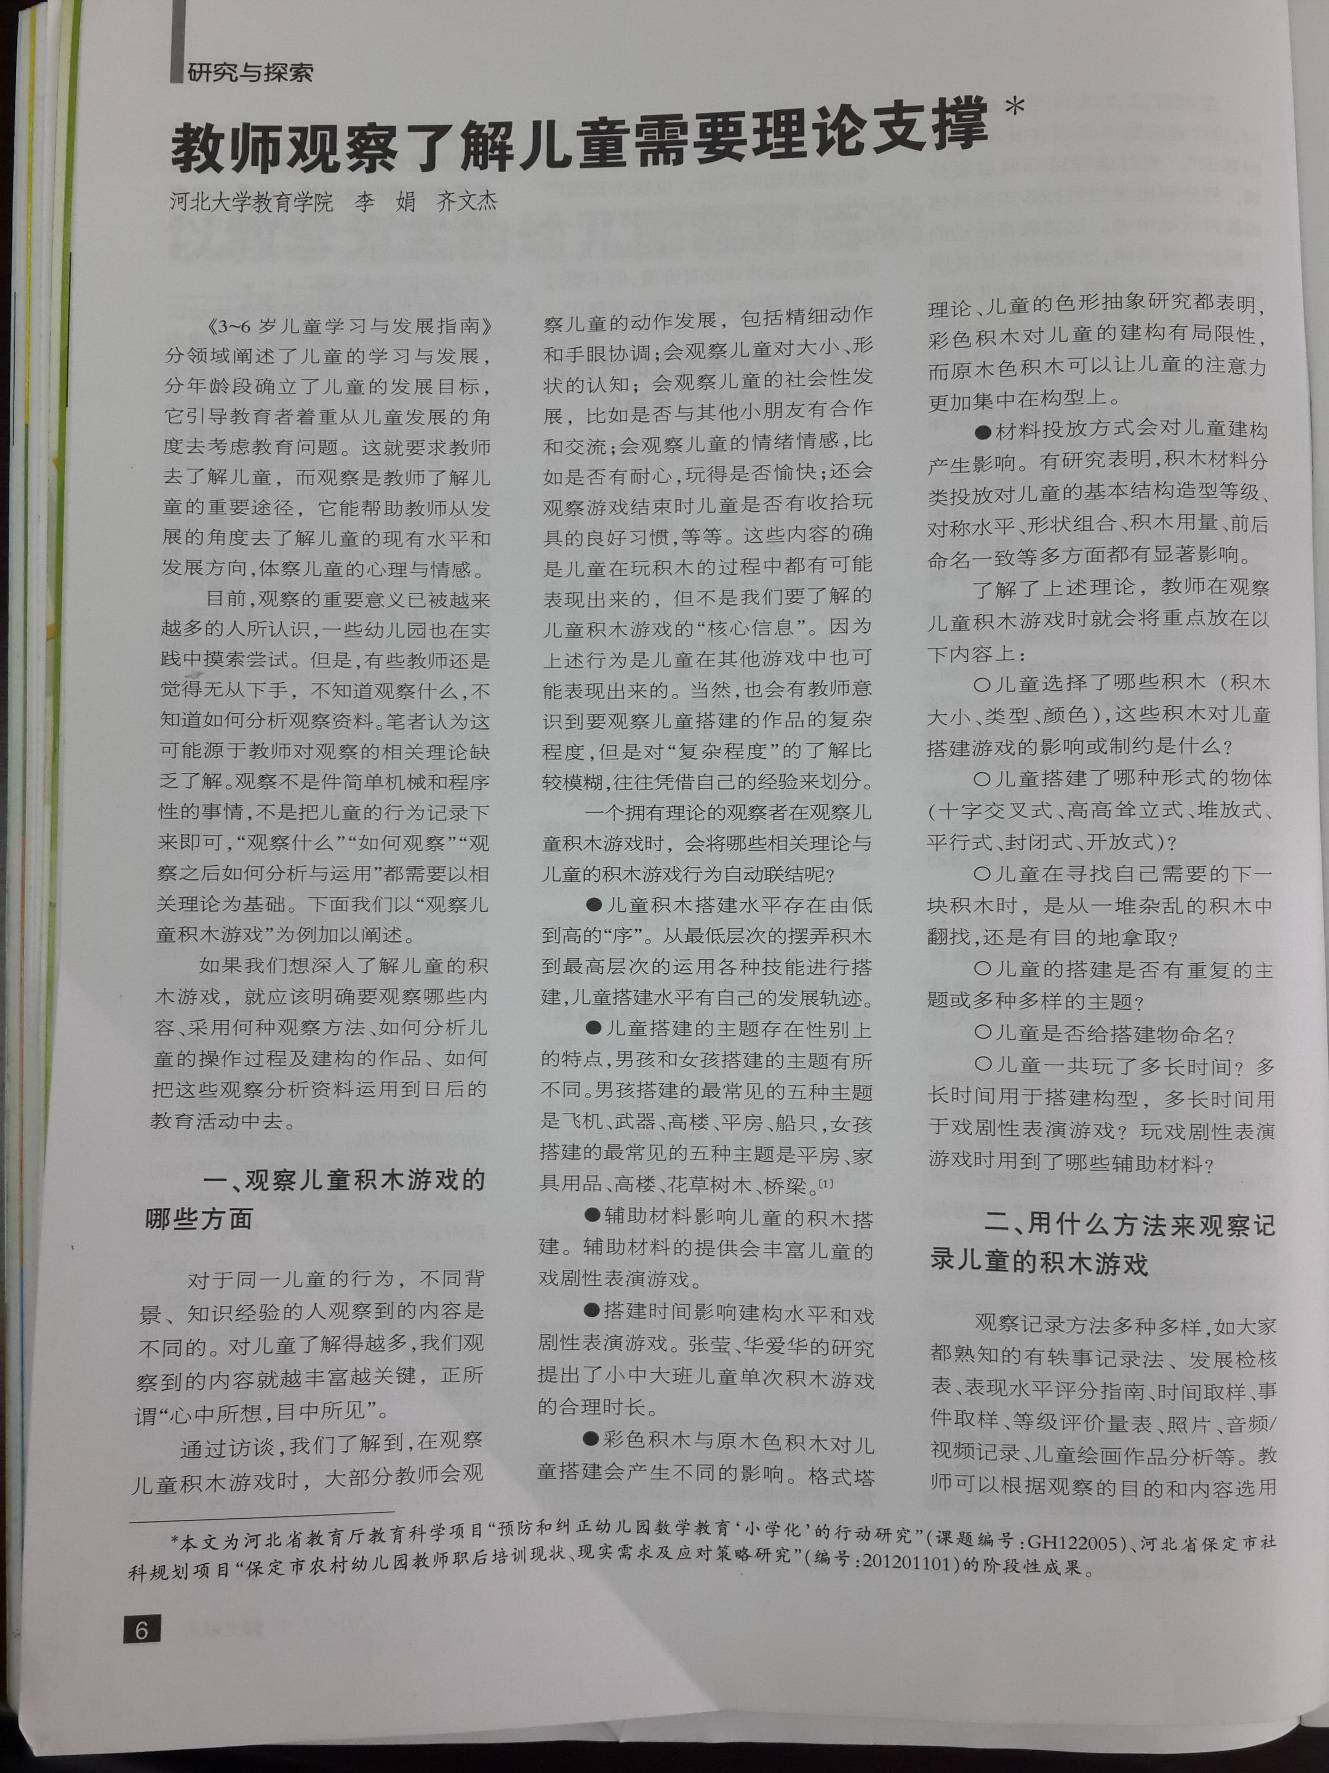 研究与探索
教师观察了解儿童需要理论支撑*
河北大学教育学院 李 娟 齐文杰
《3~6岁儿童学习与发展指南》
分领域阐述了儿童的学习与发展，
分年龄段确立了儿童的发展目标，
它引导教育者着重从儿童发展的角
度去考虑教育问题。这就要求教师
去了解儿童，而观察是教师了解儿
童的重要途径，它能帮助教师从发
展的角度去了解儿童的现有水平和
发展方向，体察儿童的心理与情感。
目前，观察的重要意义已被越来
越多的人所认识，一些幼儿园也在实
践中摸索尝试。但是，有些教师还是
觉得无从下手，不知道观察什么，不
知道如何分析观察资料。笔者认为这
可能源于教师对观察的相关理论缺
乏了解。观察不是件简单机械和程序
性的事情，不是把儿童的行为记录下
来即可，“观察什么”“如何观察”“观
察之后如何分析与运用”都需要以相
关理论为基础。下面我们以“观察儿
童积木游戏”为例加以阐述。
如果我们想深入了解儿童的积
木游戏，就应该明确要观察哪些内
容、采用何种观察方法、如何分析儿
童的操作过程及建构的作品、如何
把这些观察分析资料运用到日后的
教育活动中去。
一、观察儿童积木游戏的
哪些方面
对于同一儿童的行为，不同背
景、知识经验的人观察到的内容是
不同的。对儿童了解得越多，我们观
察到的内容就越丰富越关键，正所
谓“心中所想，目中所见”。
通过访谈，我们了解到，在观察
儿童积木游戏时，大部分教师会观
察儿童的动作发展，包括精细动作
和手眼协调；会观察儿童对大小、形
状的认知；会观察儿童的社会性发
展，比如是否与其他小朋友有合作
和交流；会观察儿童的情绪情感，比
如是否有耐心，玩得是否愉快；还会
观察游戏结束时儿童是否有收拾玩
具的良好习惯，等等。这些内容的确
是儿童在玩积木的过程中都有可能
表现出来的，但不是我们要了解的
儿童积木游戏的“核心信息”。因为
上述行为是儿童在其他游戏中也可
能表现出来的。当然，也会有教师意
识到要观察儿童搭建的作品的复杂
程度，但是对“复杂程度”的了解比
较模糊，往往凭借自己的经验来划分。
一个拥有理论的观察者在观察儿
童积木游戏时，会将哪些相关理论与
儿童的积木游戏行为自动联结呢？
●儿童积木搭建水平存在由低
到高的“序”。从最低层次的摆弄积木
到最高层次的运用各种技能进行搭
建，儿童搭建水平有自己的发展轨迹。
●儿童搭建的主题存在性别上
的特点，男孩和女孩搭建的主题有所
不同。男孩搭建的最常见的五种主题
是飞机、武器、高楼、平房、船只，女孩
搭建的最常见的五种主题是平房、家
具用品、高楼、花草树木、桥梁。〔1〕
●辅助材料影响儿童的积木搭
建。辅助材料的提供会丰富儿童的
戏剧性表演游戏。
●搭建时间影响建构水平和戏
剧性表演游戏。张莹、华爱华的研究
提出了小中大班儿童单次积木游戏
的合理时长。
●彩色积木与原木色积木对儿
童搭建会产生不同的影响。格式塔
理论、儿童的色形抽象研究都表明，
彩色积木对儿童的建构有局限性，
而原木色积木可以让儿童的注意力
更加集中在构型上。
●材料投放方式会对儿童建构
产生影响。有研究表明，积木材料分
类投放对儿童的基本结构造型等级、
对称水平、形状组合、积木用量、前后
命名一致等多方面都有显著影响。
了解了上述理论，教师在观察
儿童积木游戏时就会将重点放在以
下内容上：
○儿童选择了哪些积木（积木
大小、类型、颜色），这些积木对儿童
搭建游戏的影响或制约是什么？
○儿童搭建了哪种形式的物体
（十字交叉式、高高耸立式、堆放式、
平行式、封闭式、开放式）？
○儿童在寻找自己需要的下一
块积木时，是从一堆杂乱的积木中
翻找，还是有目的地拿取？
○儿童的搭建是否有重复的主
题或多种多样的主题？
○儿童是否给搭建物命名？
○儿童一共玩了多长时间？多
长时间用于搭建构型，多长时间用
于戏剧性表演游戏？玩戏剧性表演
游戏时用到了哪些辅助材料？
二、用什么方法来观察记
录儿童的积木游戏
观察记录方法多种多样，如大家
都熟知的有轶事记录法、发展检核
表、表现水平评分指南、时间取样、事
件取样、等级评价量表、照片、音频/
视频记录、儿童绘画作品分析等。教
师可以根据观察的目的和内容选用
*本文为河北省教育厅教育科学项目“预防和纠正幼儿园数学教育‘小学化’的行动研究”(课题编号：GH122005)、河北省保定市社
科规划项目“保定市农村幼儿园教师职后培训现状、现实需求及应对策略研究”(编号：201201101)的阶段性成果。
6